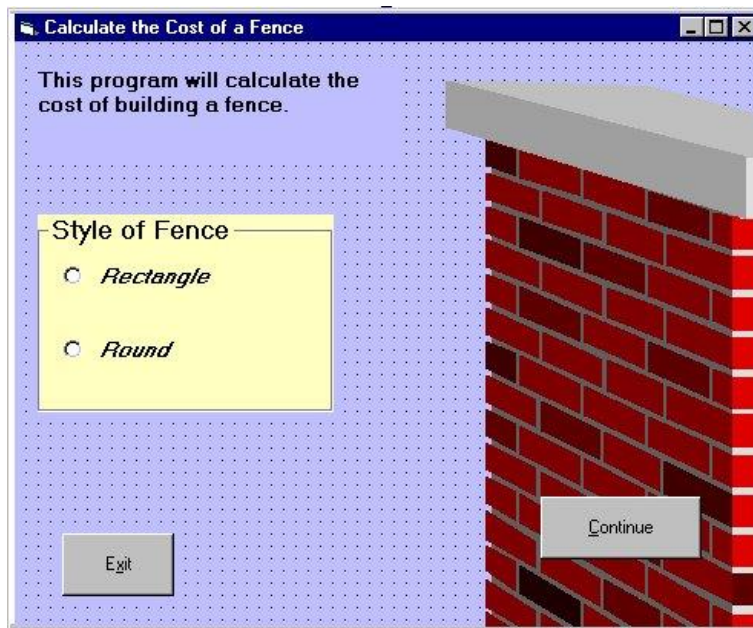 Calculate the Cost of a Fence
This program will calculate the
cost of building a fence.
Style of Fence
Rectangle
Round
Continue
Exit